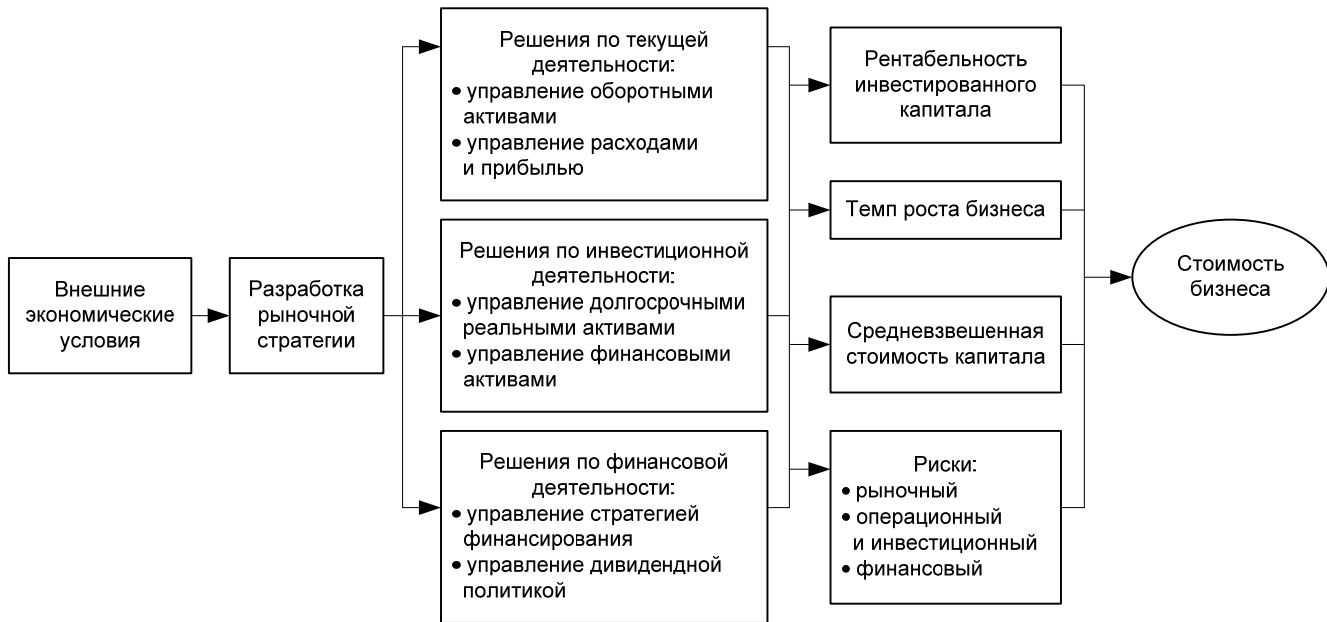 Внешние
экономические
условия
Разработка
рыночной
стратегии
Решения по текущей
деятельности:
• управление оборотными
активами
• управление расходами
и прибылью
Решения по инвестиционной
деятельности:
• управление долгосрочными
реальными активами
• управление финансовыми
активами
Решения по финансовой
деятельности:
• управление стратегией
финансирования
• управление дивидендной
политикой
Рентабельность
инвестированного
капитала
Темп роста бизнеса
Средневзвешенная
стоимость капитала
Риски:
• рыночный
• операционный
и инвестиционный
• финансовый
Стоимость
бизнеса